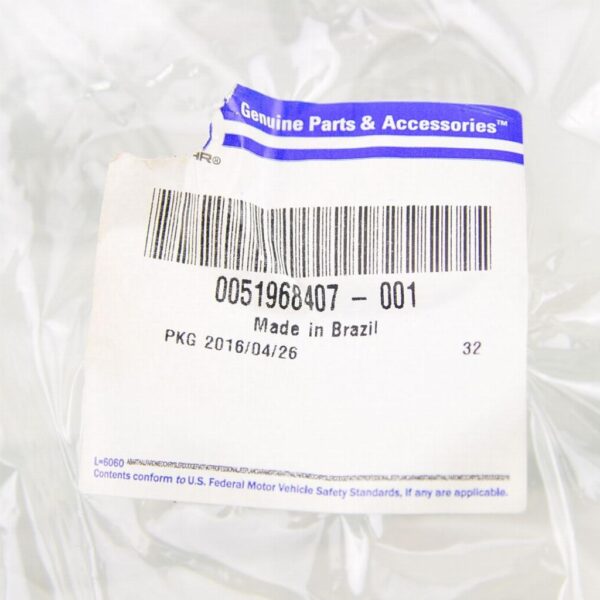 Genuine Parts & Accessories™
0051968407 - 001
Made in Brazil
PKG 2016/04/26 32
L=6060
Contents conform to U.S. Federal Motor Vehicle Safety Standards, if any are applicable.